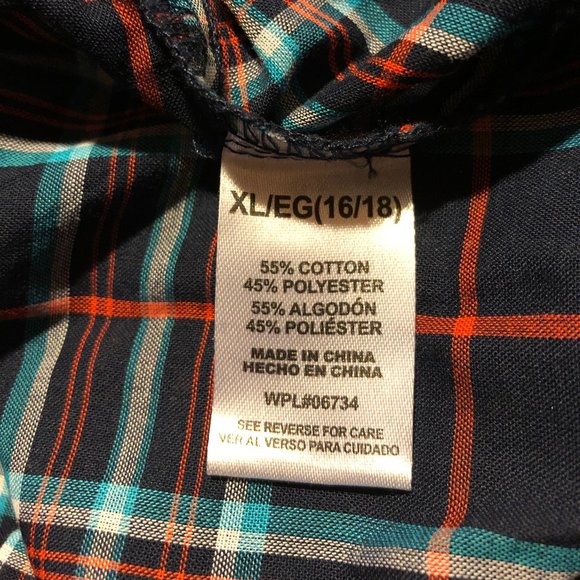 XL/EG(16/18)
55% COTTON
45% POLYESTER
55% ALGODÓN
45% POLIÉSTER
MADE IN CHINA
HECHO EN CHINA
WPL#06734
SEE REVERSE FOR CARE
VER AL VERSO PARA CUIDADO